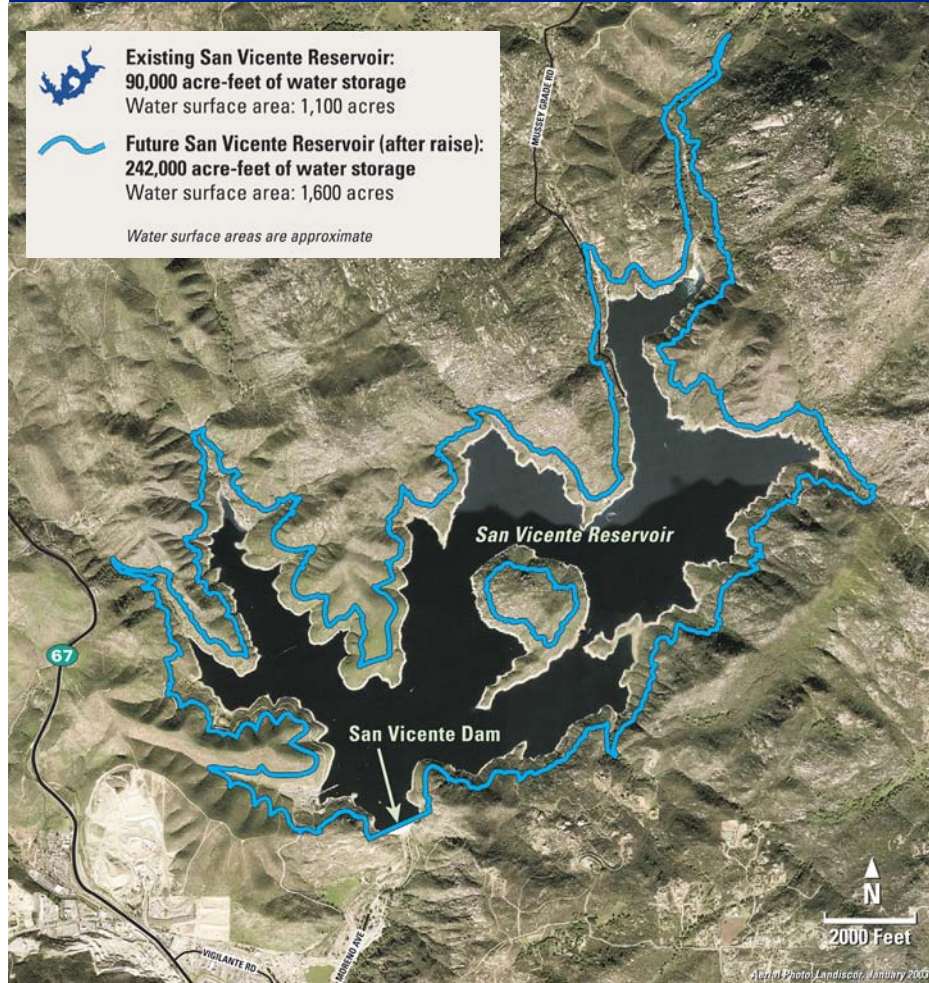 Existing San Vicente Reservoir:
90,000 acre-feet of water storage
Water surface area: 1,100 acres
Future San Vicente Reservoir (after raise):
242,000 acre-feet of water storage
Water surface area: 1,600 acres
Water surface areas are approximate
MUSSEY GRADE RD
San Vicente Reservoir
67
San Vicente Dam
N
2000 Feet
VIGILANTE RD
MORENO AVE
Aerial Photo: Landiscor, January 2003